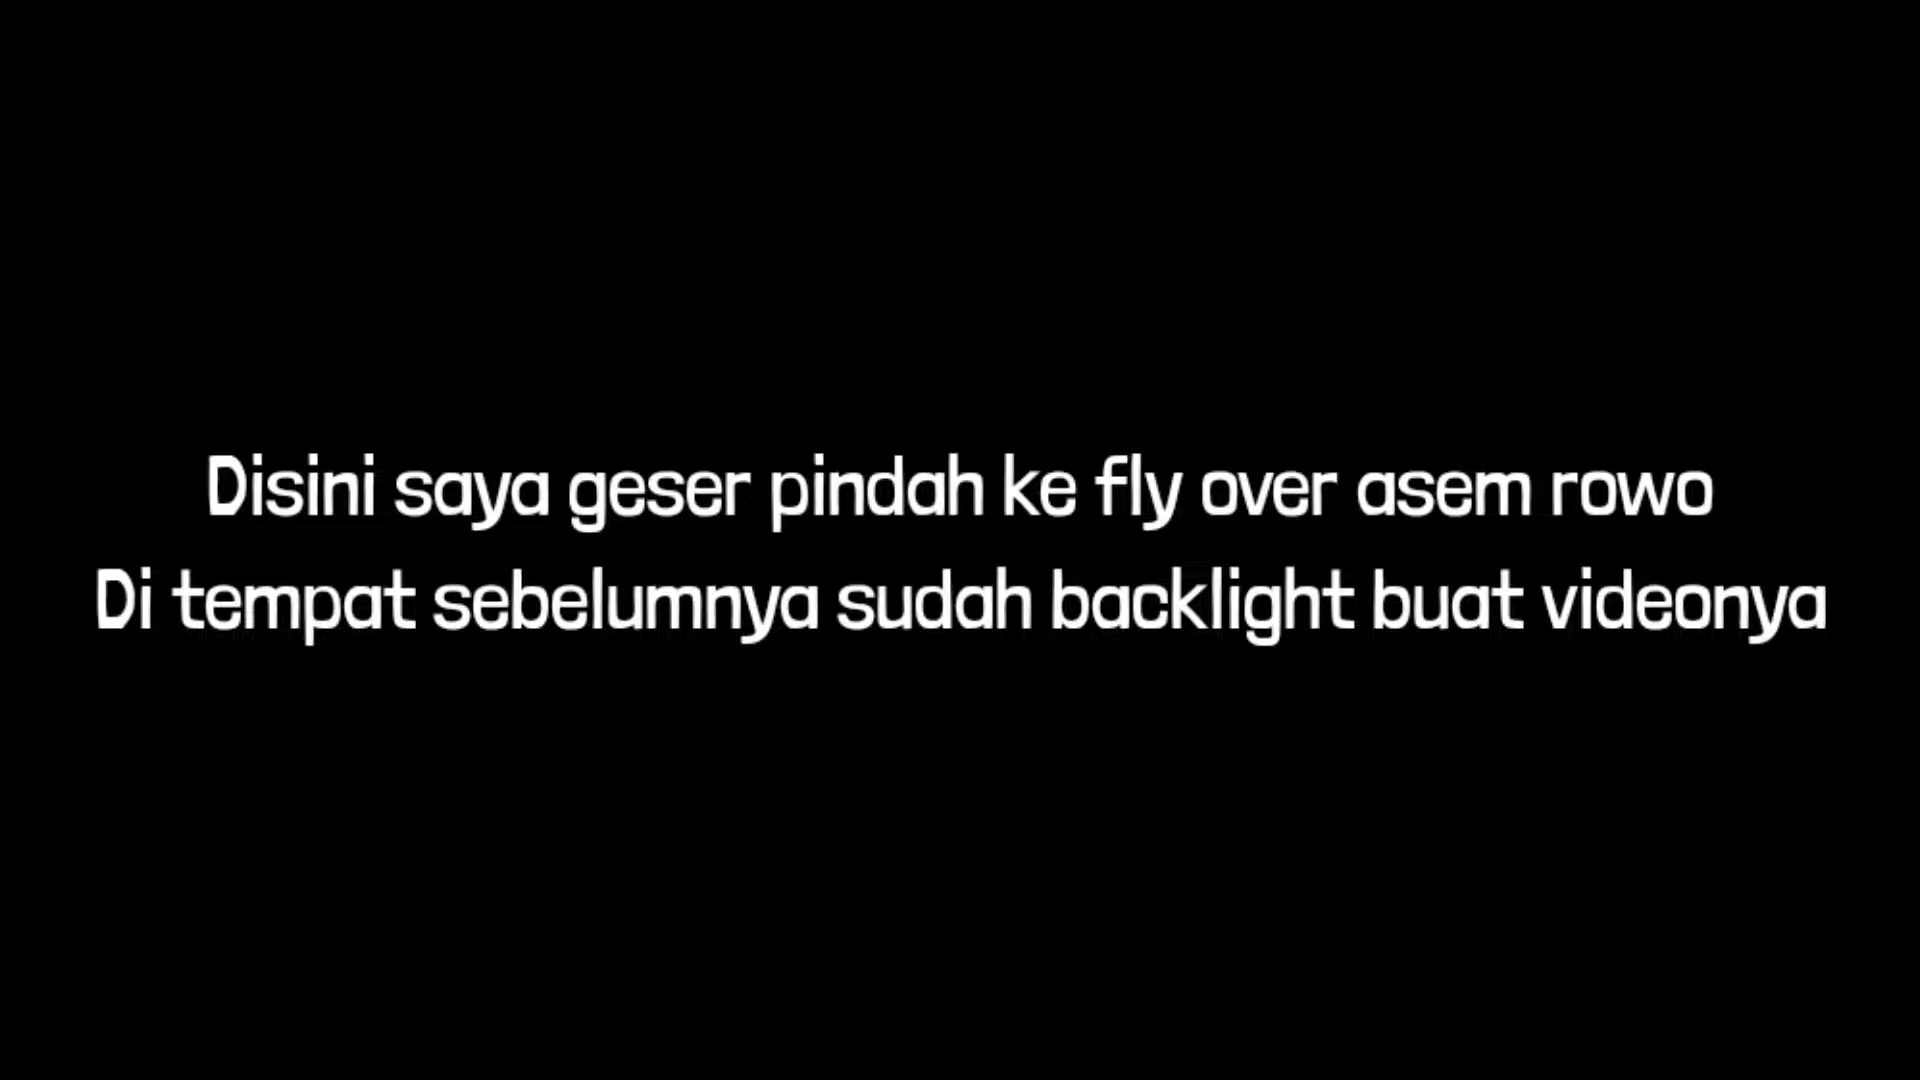 Disini saya geser pindah ke fly over asem rowo
Di tempat sebelumnya sudah backlight buat videonya